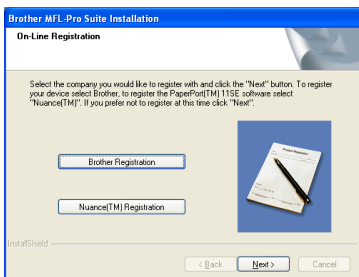 Brother MFL-Pro Suite Installation
On-Line Registration
Select the company you would like to register with and click the "Next" button. To register
your device select Brother, to register the PaperPort(TM) 11SE software select
"Nuance(TM)". If you prefer not to register at this time click "Next".
Brother Registration
Nuance(TM) Registration
InstallShield
< Back
Next >
Cancel